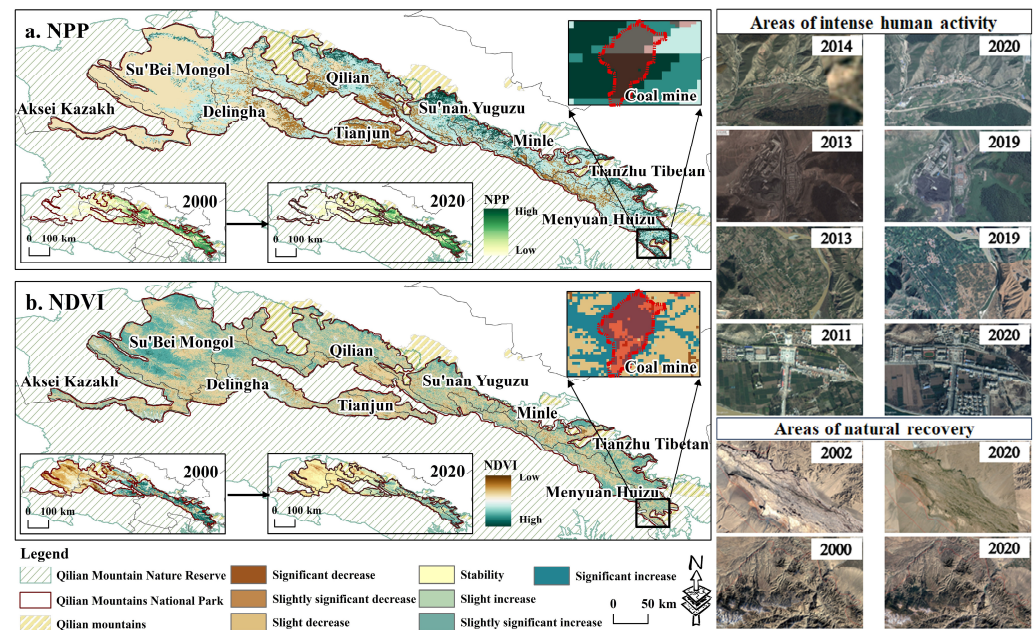 a. NPP
Su'Bei Mongol
Qilian
Aksei Kazakh
Delingha
Su'nan Yuguzu
Tianjun
Minle
Tianzhu Tibetan
Menyuan Huizu
Coal mine
2000
0 100 km
2020
0 100 km
NPP
High
Low
b. NDVI
Su'Bei Mongol
Qilian
Aksei Kazakh
Delingha
Su'nan Yuguzu
Tianjun
Minle
Tianzhu Tibetan
Menyuan Huizu
Coal mine
2000
0 100 km
2020
0 100 km
NDVI
Low
High
Legend
Qilian Mountain Nature Reserve
Qilian Mountains National Park
Qilian mountains
Significant decrease
Slightly significant decrease
Slight decrease
Stability
Slight increase
Slightly significant increase
Significant increase
0 50 km
N
Areas of intense human activity
2014
2020
2013
2019
2013
2019
2011
2020
Areas of natural recovery
2002
2020
2000
2020